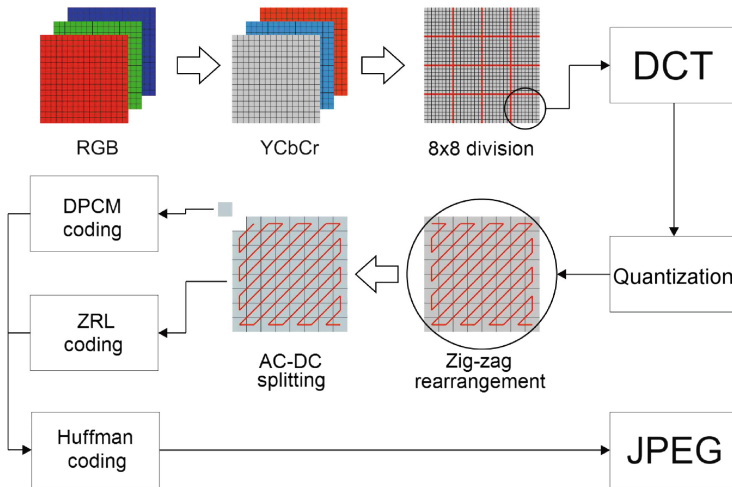 RGB
YCbCr
8x8 division
DCT
DPCM
coding
AC-DC
splitting
Zig-zag
rearrangement
Quantization
ZRL
coding
Huffman
coding
JPEG